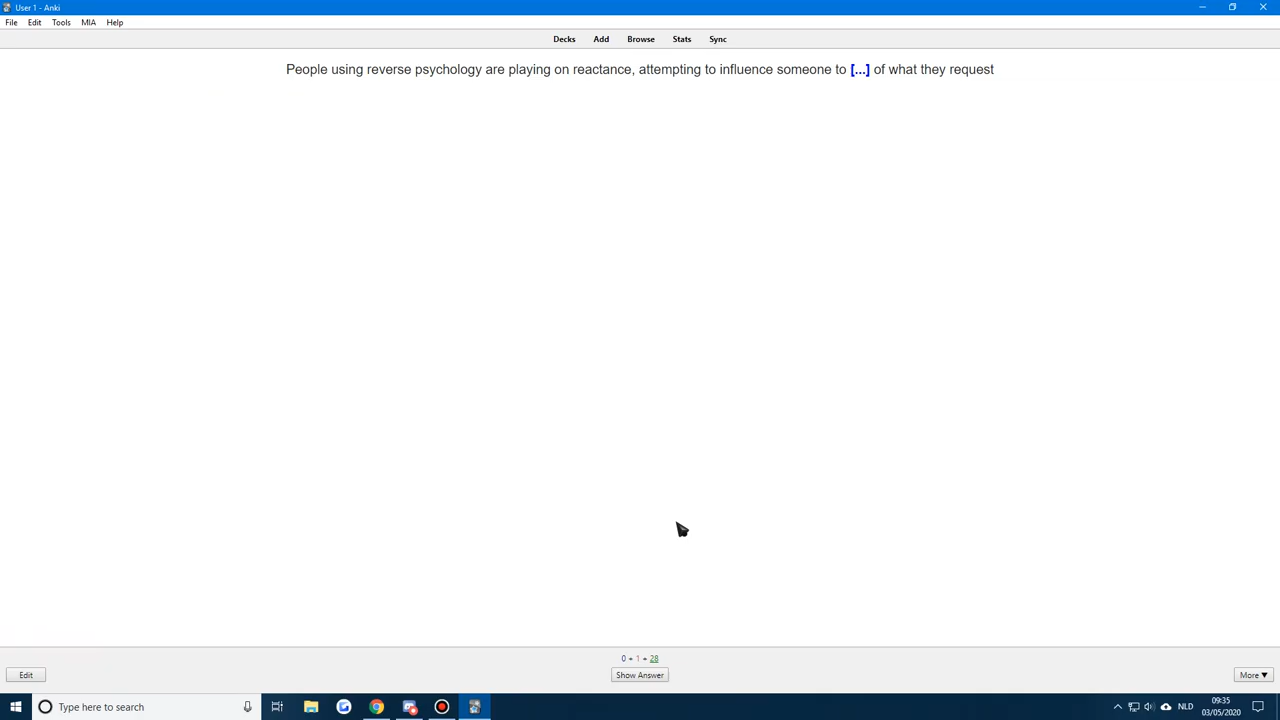 User 1 - Anki
File Edit Tools MIA Help
Decks Add Browse Stats Sync
People using reverse psychology are playing on reactance, attempting to influence someone to [...] of what they request
0 + 1 + 28
Edit Show Answer More ▼
Type here to search NLD 09:35
03/05/2020